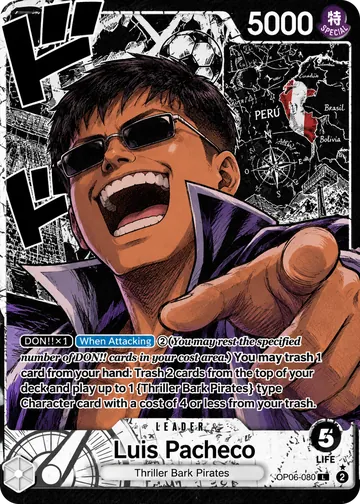 5000
特
SPECIAL
ドド
PERÚ
Brasil
Bolivia
DON!!×1 When Attacking ② (You may rest the specified
number of DON!! cards in your cost area.) You may trash 1
card from your hand: Trash 2 cards from the top of your
deck and play up to 1 {Thriller Bark Pirates} type
Character card with a cost of 4 or less from your trash.
LEADER
Luis Pacheco
Thriller Bark Pirates
5
LIFE
OP06-080 L ★ 2